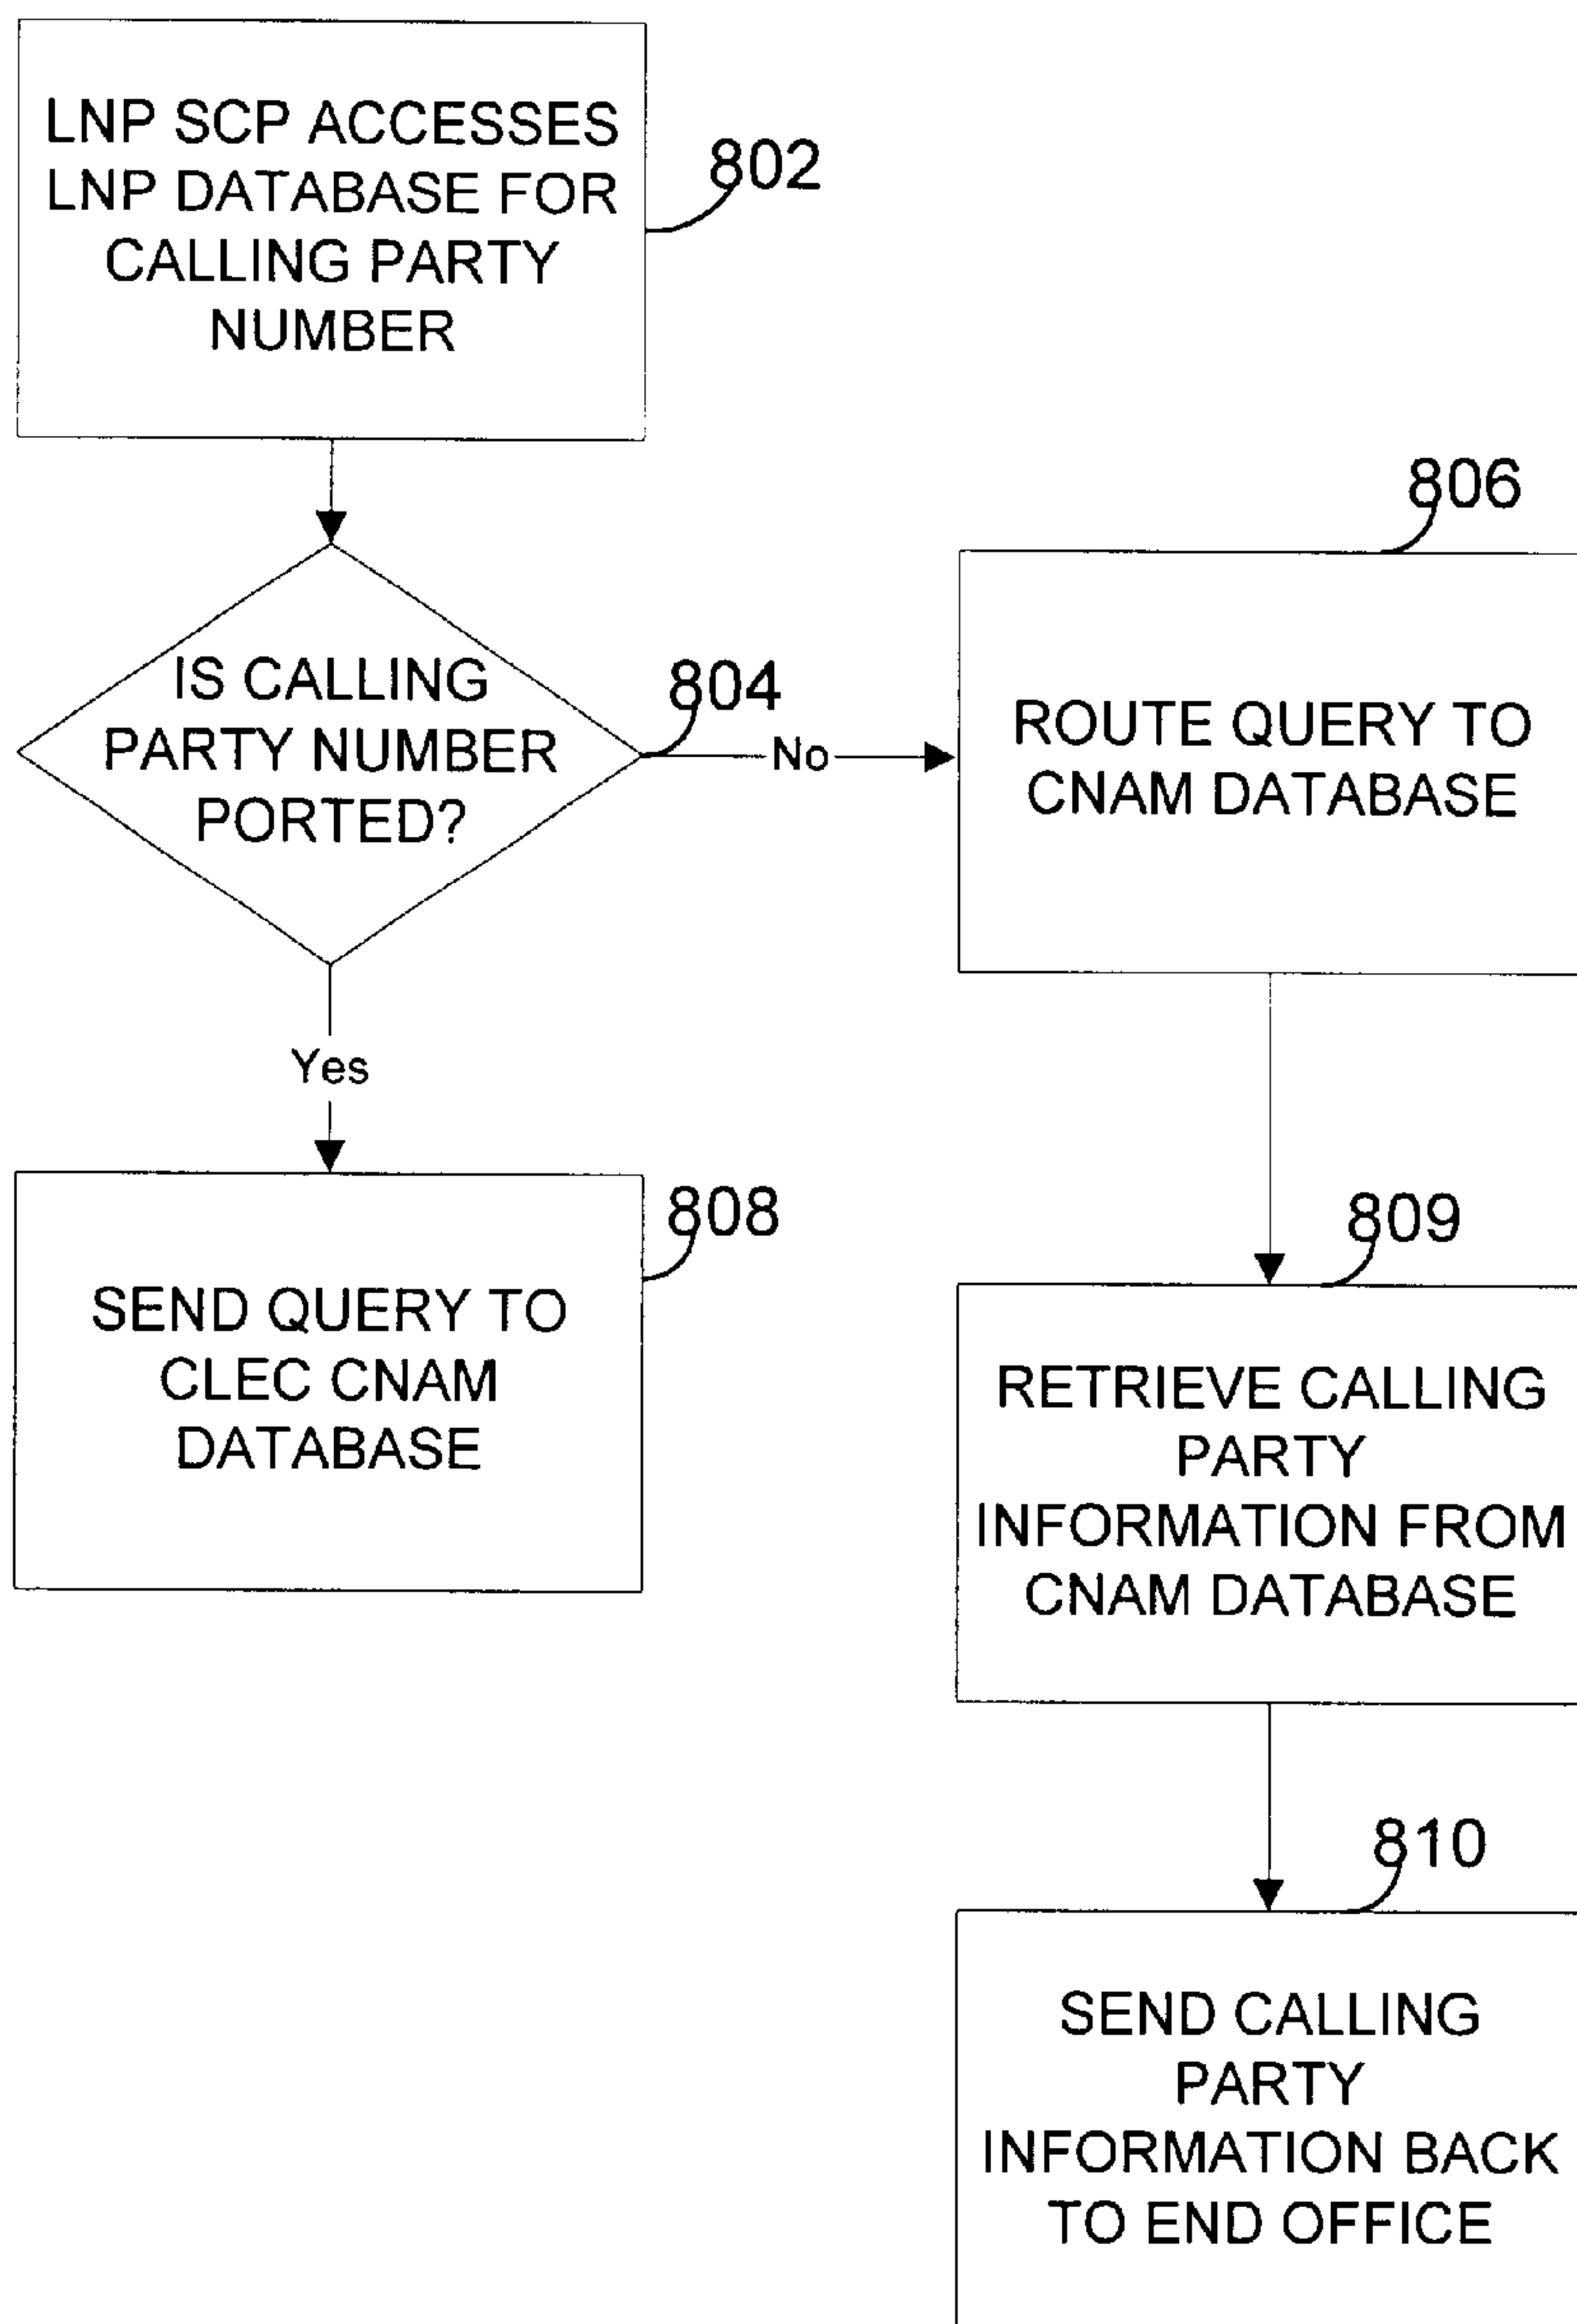 LNP SCP ACCESSES
LNP DATABASE FOR
CALLING PARTY
NUMBER
802
IS CALLING
PARTY NUMBER
PORTED?
804
No
806
ROUTE QUERY TO
CNAM DATABASE
Yes
808
SEND QUERY TO
CLEC CNAM
DATABASE
809
RETRIEVE CALLING
PARTY
INFORMATION FROM
CNAM DATABASE
810
SEND CALLING
PARTY
INFORMATION BACK
TO END OFFICE